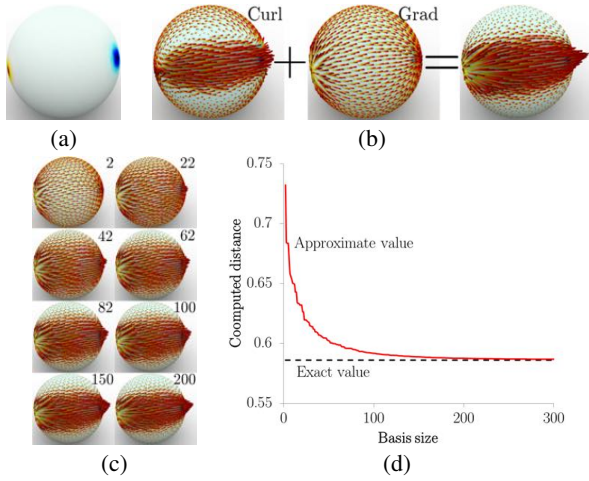 Curl
Grad
+
=
(a)
(b)
2
22
42
62
82
100
150
200
(c)
0.75
0.7
0.65
0.6
0.55
Coomputed distance
Approximate value
Exact value
0
100
200
300
Basis size
(d)